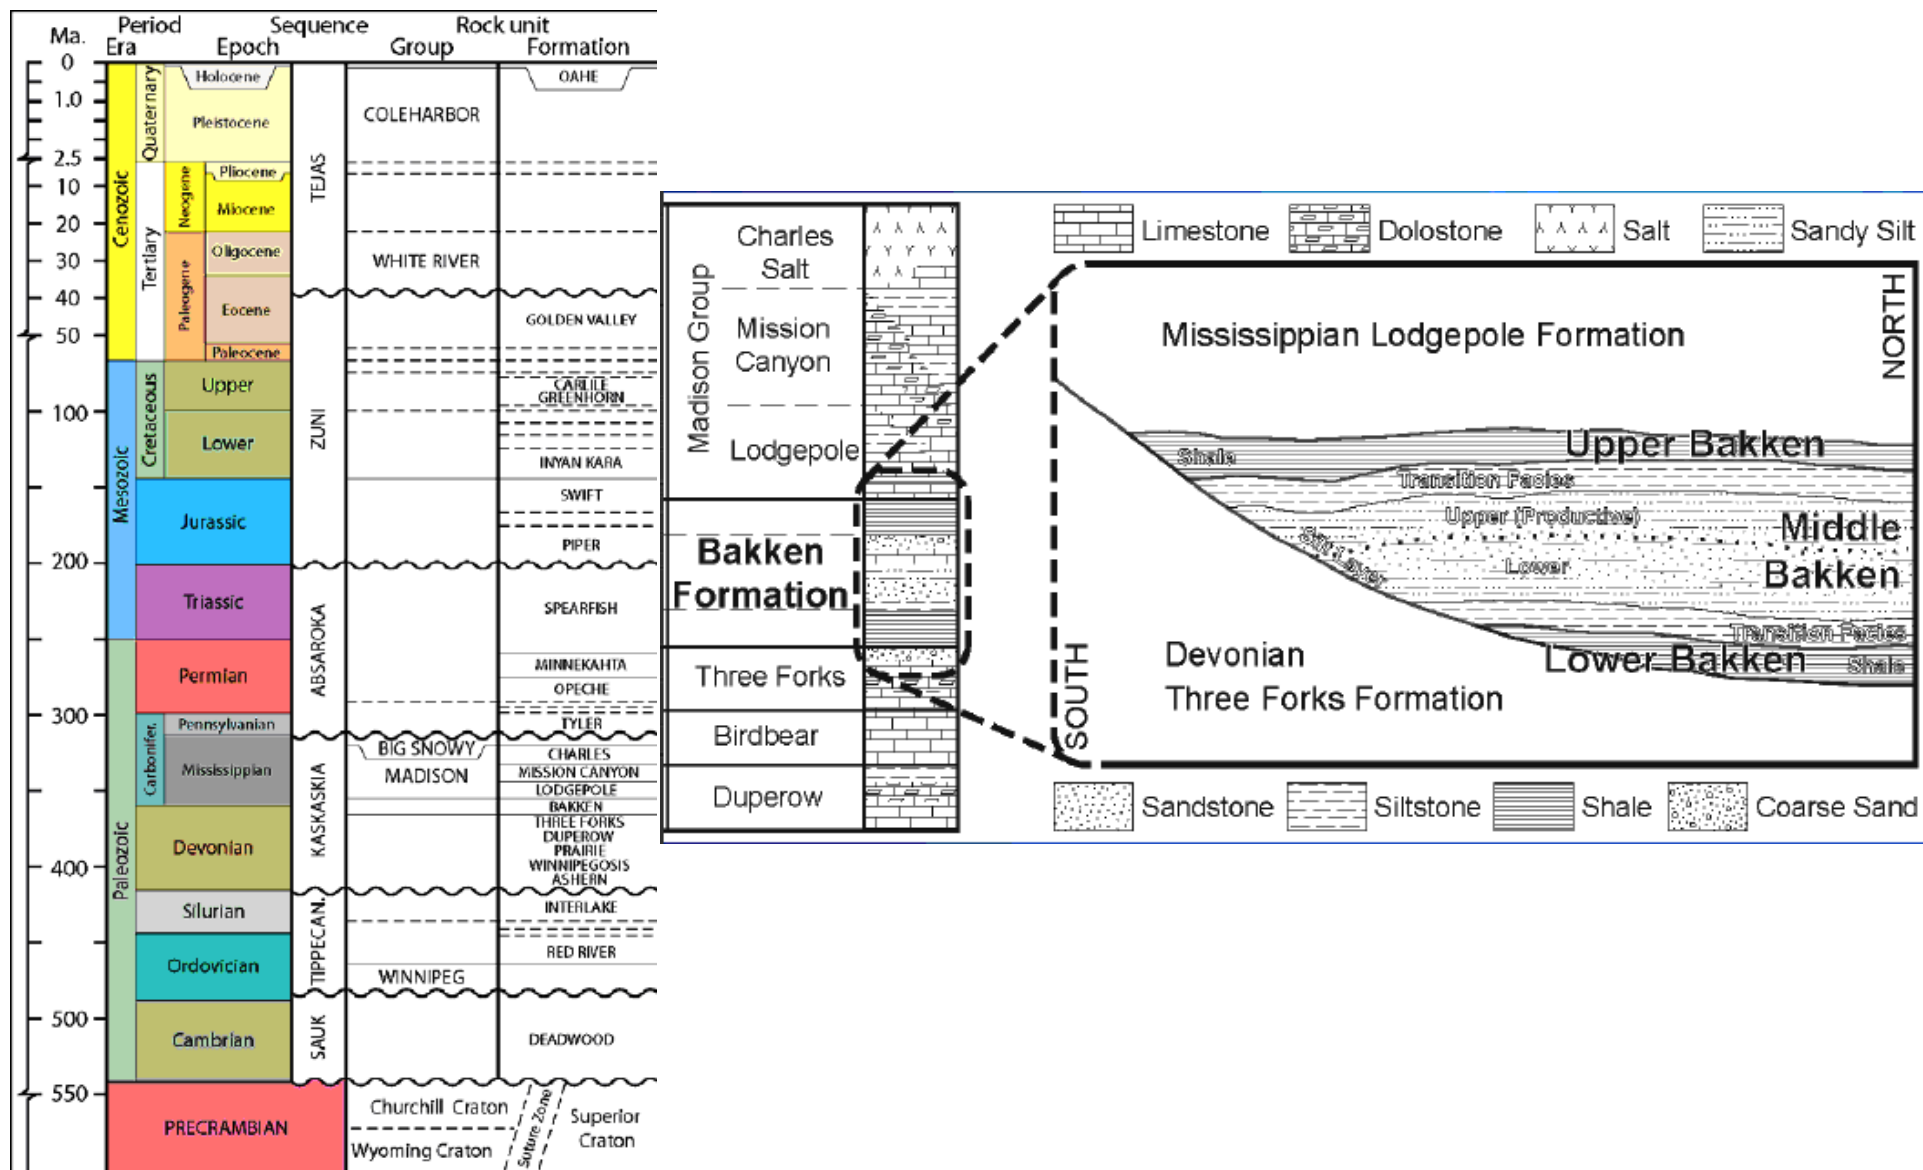 Period
Sequence
Rock unit
Ma.
Era
Epoch
Group
Formation
0
1.0
2.5
10
20
30
40
50
100
200
300
400
500
550
Cenozoic
Mesozoic
Paleozoic
Quaternary
Tertiary
Neogene
Paleogene
Cretaceous
Carbonifer.
Holocene
Pleistocene
Pliocene
Miocene
Oligocene
Eocene
Paleocene
Upper
Lower
Jurassic
Triassic
Permian
Pennsylvanian
Mississippian
Devonian
Silurian
Ordovician
Cambrian
PRECRAMBIAN
TEJAS
ZUNI
ABSAROKA
KASKASKIA
TIPPECAN.
SAUK
COLEHARBOR
WHITE RIVER
BIG SNOWY
MADISON
WINNIPEG
OAHE
GOLDEN VALLEY
CARLILE
GREENHORN
INYAN KARA
SWIFT
PIPER
SPEARFISH
MINNEKAHTA
OPECHE
TYLER
CHARLES
MISSION CANYON
LODGEPOLE
BAKKEN
THREE FORKS
DUPEROW
PRAIRIE
WINNIPEGOSIS
ASHERN
INTERLAKE
RED RIVER
DEADWOOD
Churchill Craton
Wyoming Craton
Suture Zone
Superior
Craton
Madison Group
Charles
Salt
Mission
Canyon
Lodgepole
Bakken
Formation
Three Forks
Birdbear
Duperow
Limestone
Dolostone
Salt
Sandy Silt
NORTH
SOUTH
Mississippian Lodgepole Formation
Upper Bakken
Shale
Transition Facies
Upper (Productive)
Middle
Bakken
Silt Layer
Lower
Transition Facies
Lower Bakken
Shale
Devonian
Three Forks Formation
Sandstone
Siltstone
Shale
Coarse Sand